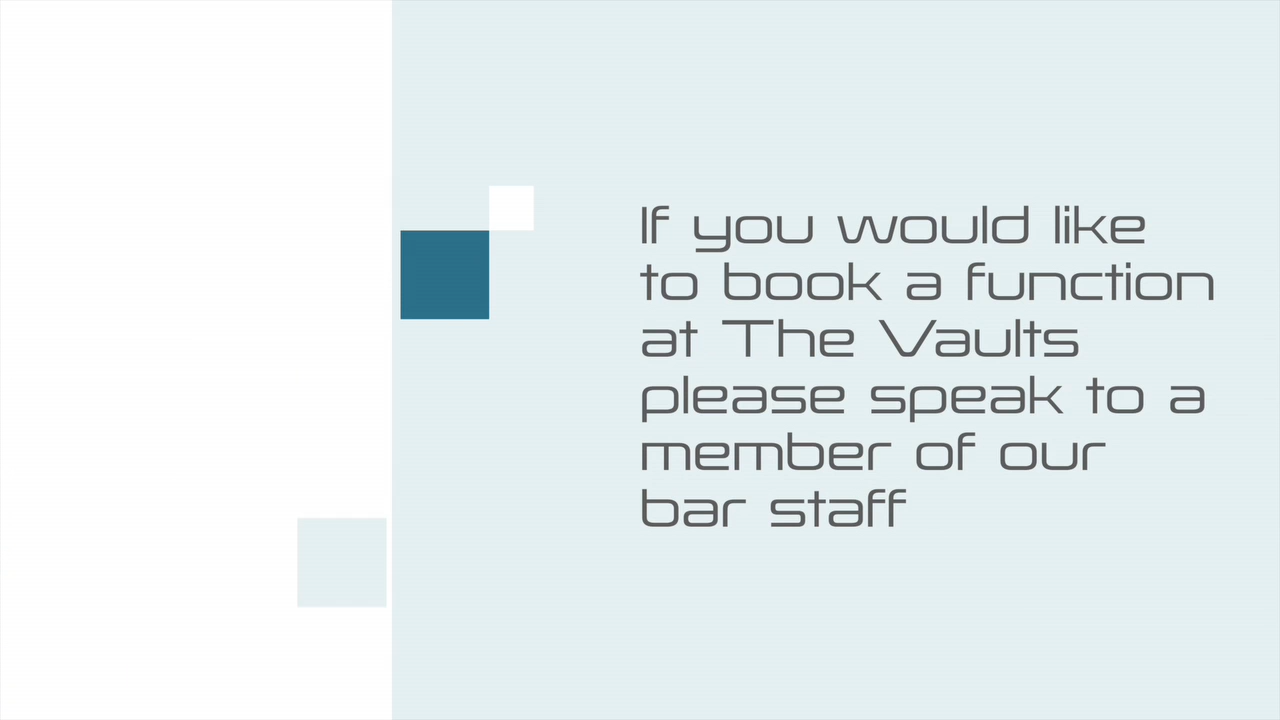 If you would like
to book a function
at The Vaults
please speak to a
member of our
bar staff